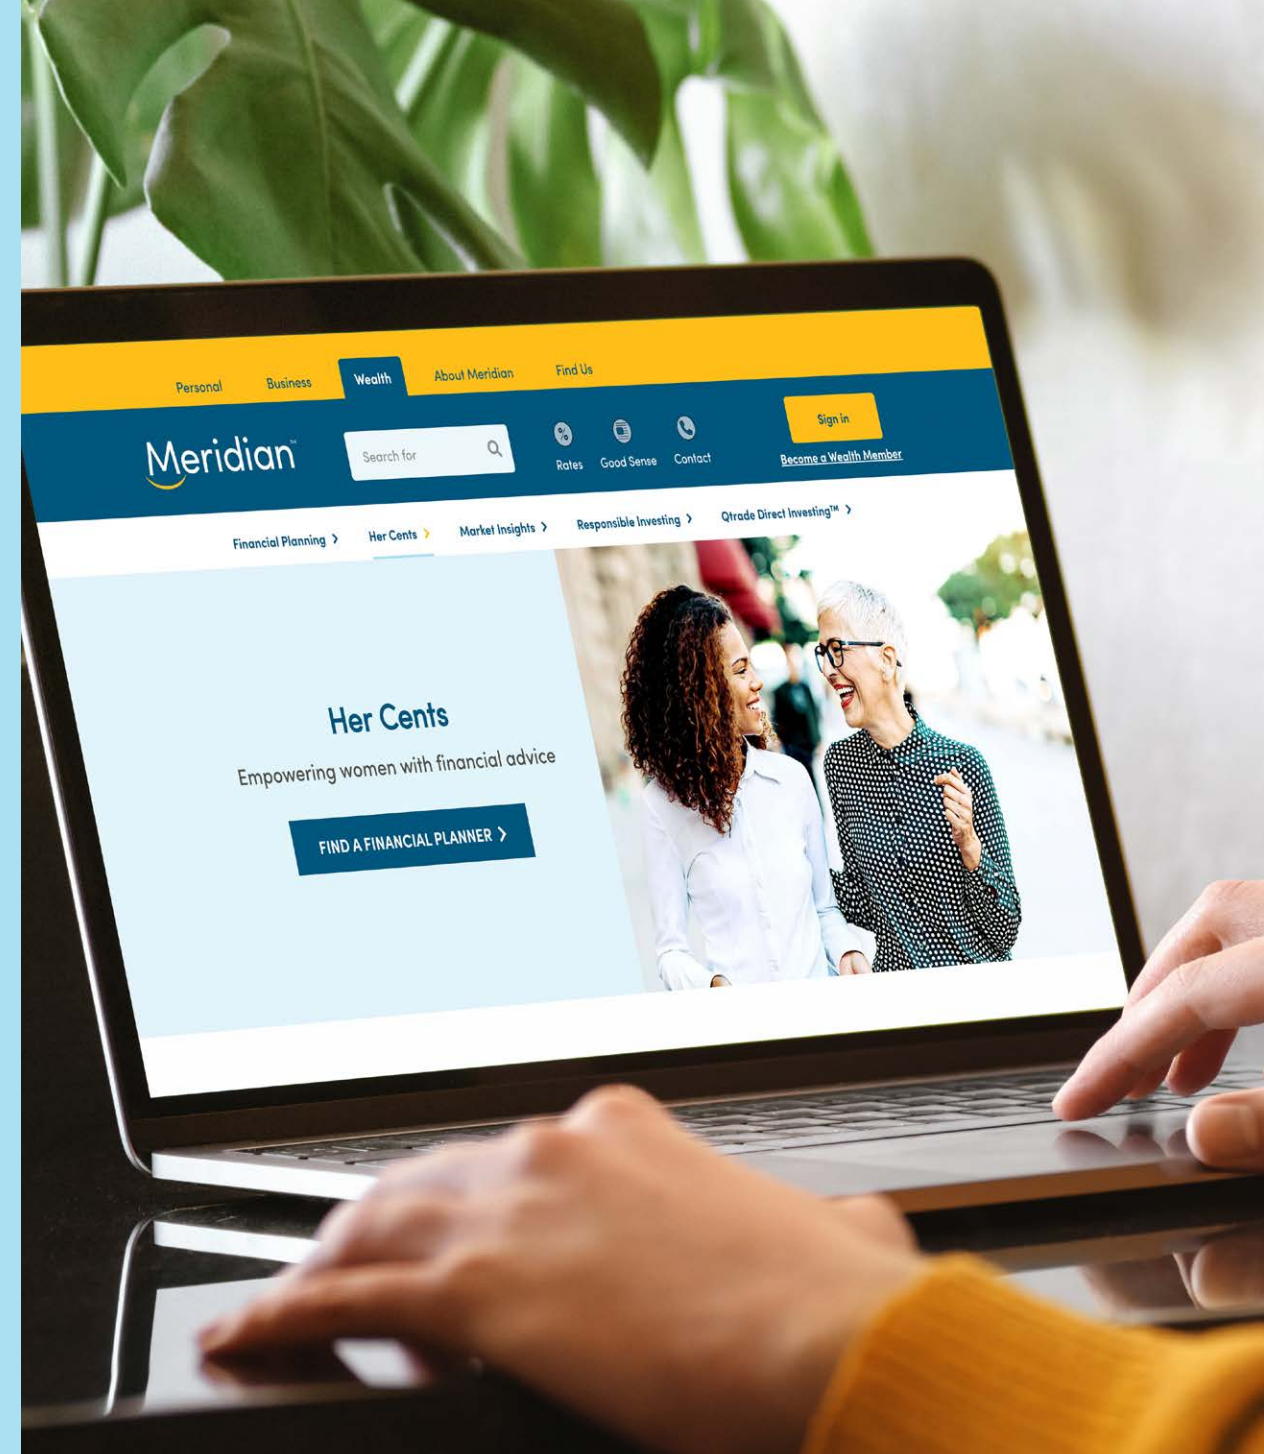 Personal Business Wealth About Meridian Find Us
Meridian™
Search for
Rates Good Sense Contact
Sign in
Become a Wealth Member
Financial Planning Her Cents Market Insights Responsible Investing Qtrade Direct Investing™
Her Cents
Empowering women with financial advice
FIND A FINANCIAL PLANNER